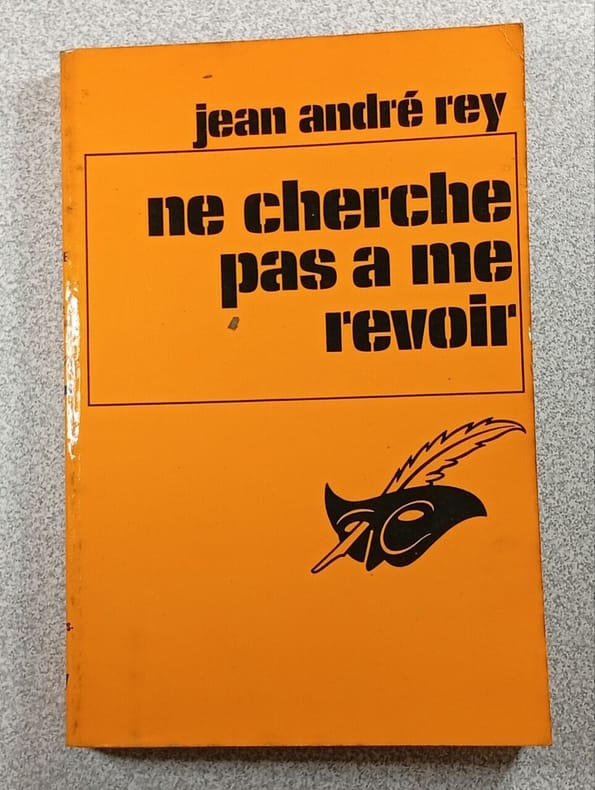 jean andré rey
ne cherche
pas a me
revoir